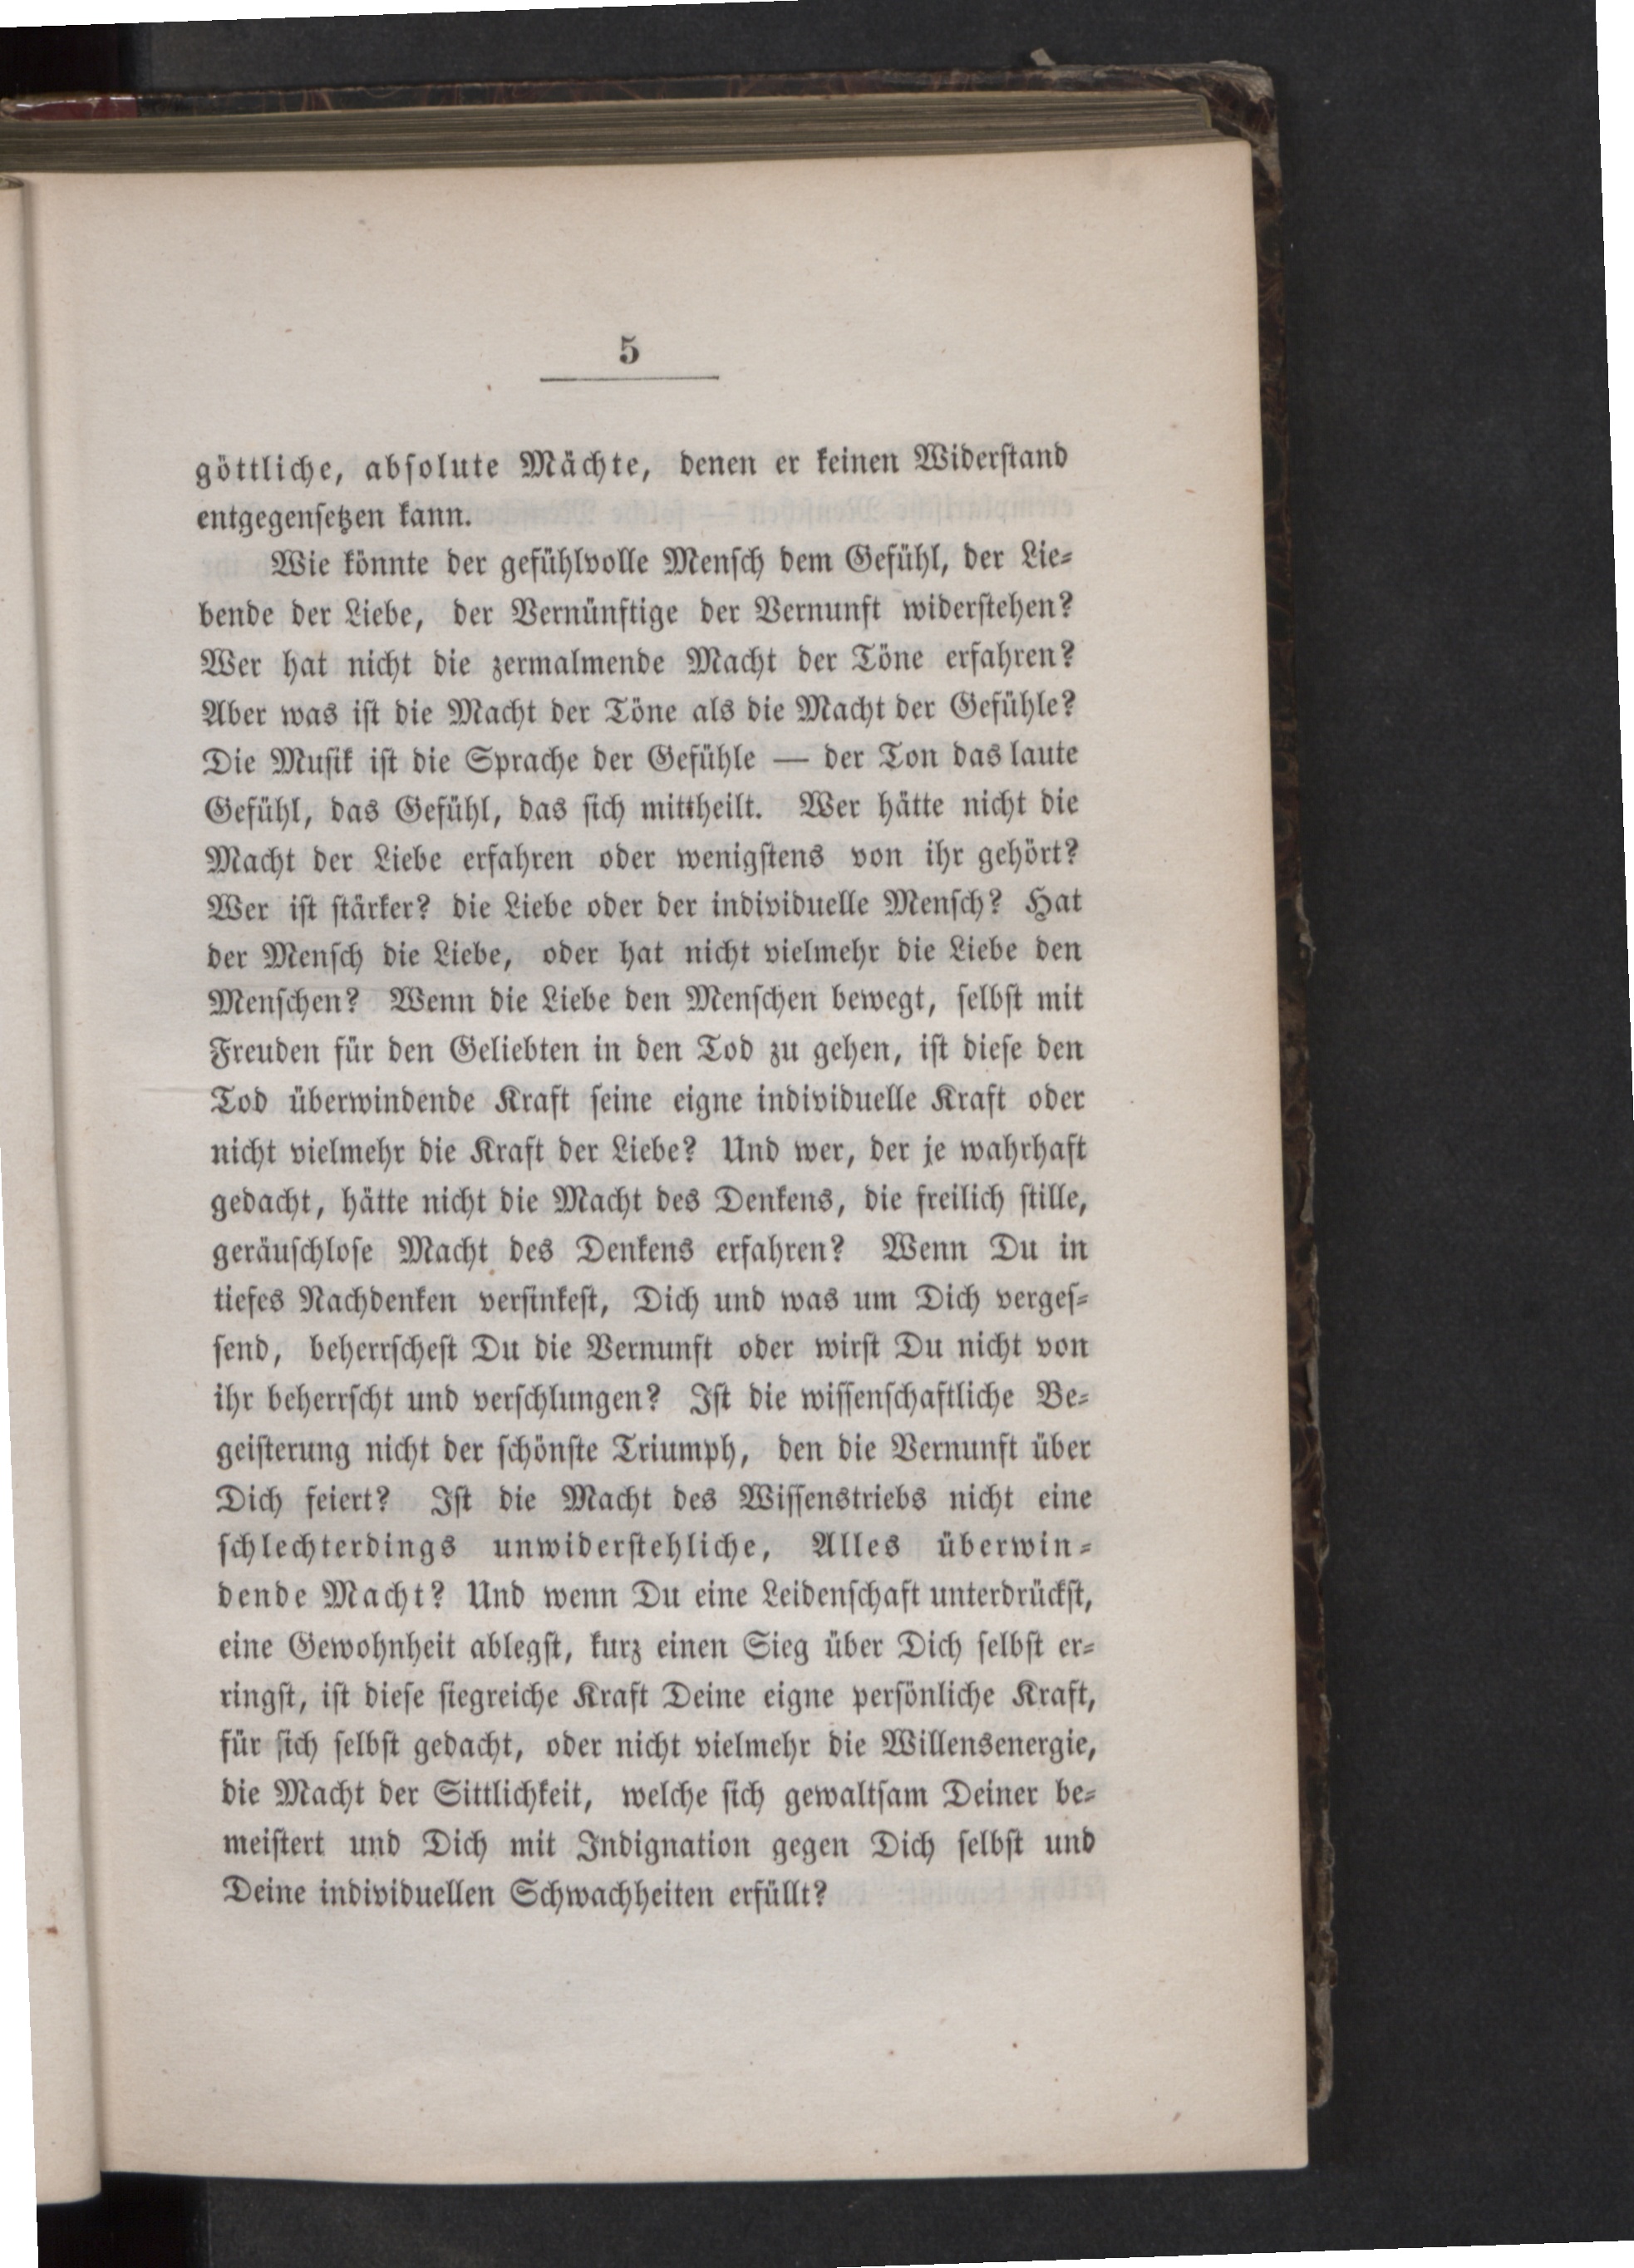 5
göttliche, absolute Mächte, denen er keinen Widerstand
entgegensetzen kann.
Wie könnte der gefühlvolle Mensch dem Gefühl, der Lie-
bende der Liebe, der Vernünftige der Vernunft widerstehen?
Wer hat nicht die zermalmende Macht der Töne erfahren?
Aber was ist die Macht der Töne als die Macht der Gefühle?
Die Musik ist die Sprache der Gefühle — der Ton das laute
Gefühl, das Gefühl, das sich mittheilt. Wer hätte nicht die
Macht der Liebe erfahren oder wenigstens von ihr gehört?
Wer ist stärker? die Liebe oder der individuelle Mensch? Hat
der Mensch die Liebe, oder hat nicht vielmehr die Liebe den
Menschen? Wenn die Liebe den Menschen bewegt, selbst mit
Freuden für den Geliebten in den Tod zu gehen, ist diese den
Tod überwindende Kraft seine eigne individuelle Kraft oder
nicht vielmehr die Kraft der Liebe? Und wer, der je wahrhaft
gedacht, hätte nicht die Macht des Denkens, die freilich stille,
geräuschlose Macht des Denkens erfahren? Wenn Du in
tiefes Nachdenken versinkest, Dich und was um Dich verges-
send, beherrschest Du die Vernunft oder wirst Du nicht von
ihr beherrscht und verschlungen? Ist die wissenschaftliche Be-
geisterung nicht der schönste Triumph, den die Vernunft über
Dich feiert? Ist die Macht des Wissenstriebs nicht eine
schlechterdings unwiderstehliche, Alles überwin-
dende Macht? Und wenn Du eine Leidenschaft unterdrückst,
eine Gewohnheit ablegst, kurz einen Sieg über Dich selbst er-
ringst, ist diese siegreiche Kraft Deine eigne persönliche Kraft,
für sich selbst gedacht, oder nicht vielmehr die Willensenergie,
die Macht der Sittlichkeit, welche sich gewaltsam Deiner be-
meistert und Dich mit Indignation gegen Dich selbst und
Deine individuellen Schwachheiten erfüllt?